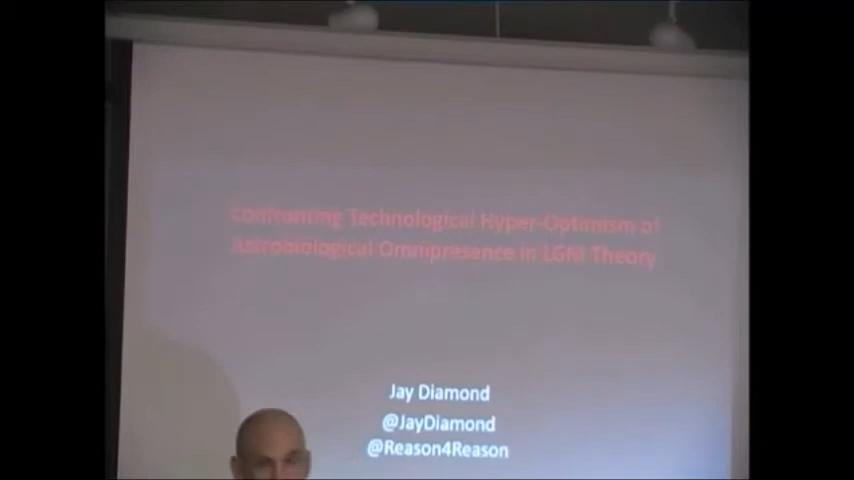 Confronting Technological Hyper-Optimism of
Astrobiological Omnipresence in LGM Theory
Jay Diamond
@JayDiamond
@Reason4Reason